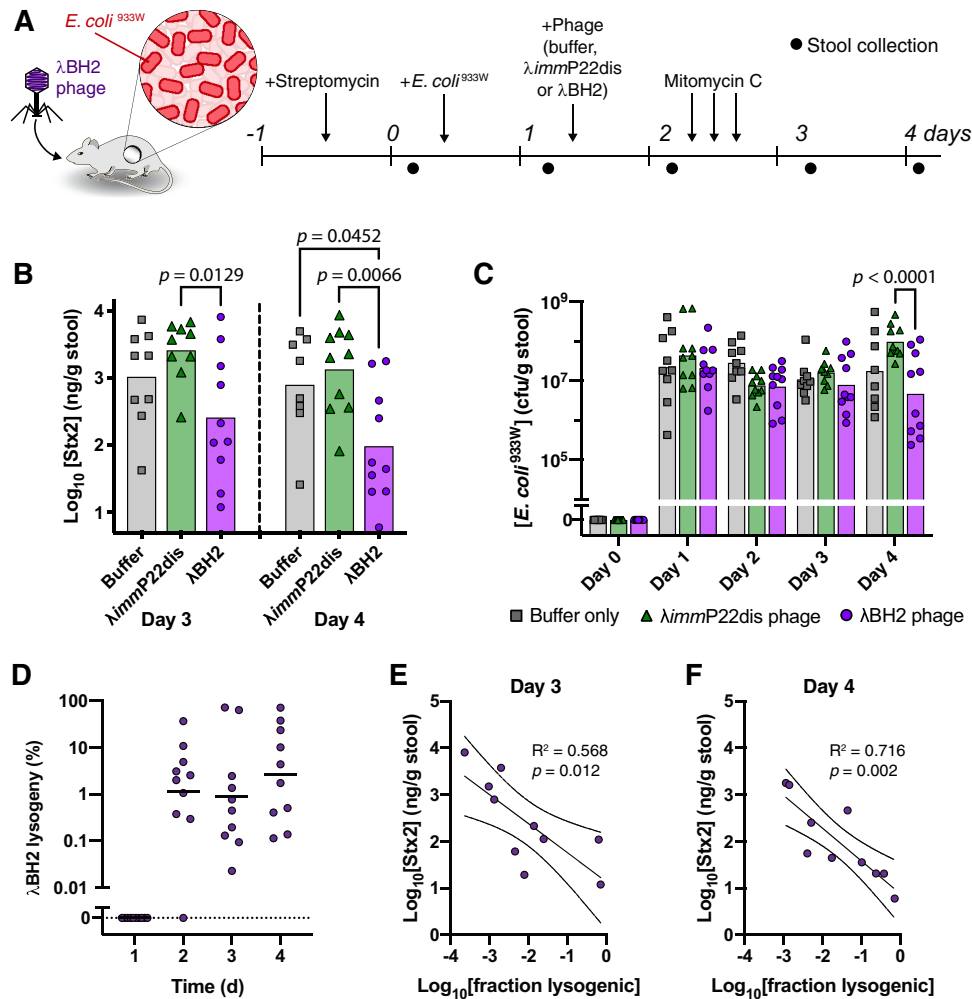 A
E. coli 933W
λBH2
phage
+Streptomycin
+E. coli933W
+Phage
(buffer,
λimmP22dis
or λBH2)
Mitomycin C
Stool collection
-1 0 1 2 3 4 days
B
p = 0.0129
p = 0.0452
p = 0.0066
Log10 [Stx2] (ng/g stool)
4
3
2
1
Buffer
λimmP22dis
λBH2
Buffer
λimmP22dis
λBH2
Day 3
Day 4
C
p < 0.0001
[E. coli933W] (cfu/g stool)
10^9
10^7
10^5
0
Day 0
Day 1
Day 2
Day 3
Day 4
Buffer only
λimmP22dis phage
λBH2 phage
D
λBH2 lysogeny (%)
100
10
1
0.1
0.01
0
1 2 3 4
Time (d)
E
Day 3
R² = 0.568
p = 0.012
Log10[Stx2] (ng/g stool)
5
4
3
2
1
0
-4 -3 -2 -1 0
Log10[fraction lysogenic]
F
Day 4
R² = 0.716
p = 0.002
Log10[Stx2] (ng/g stool)
5
4
3
2
1
0
-4 -3 -2 -1 0
Log10[fraction lysogenic]